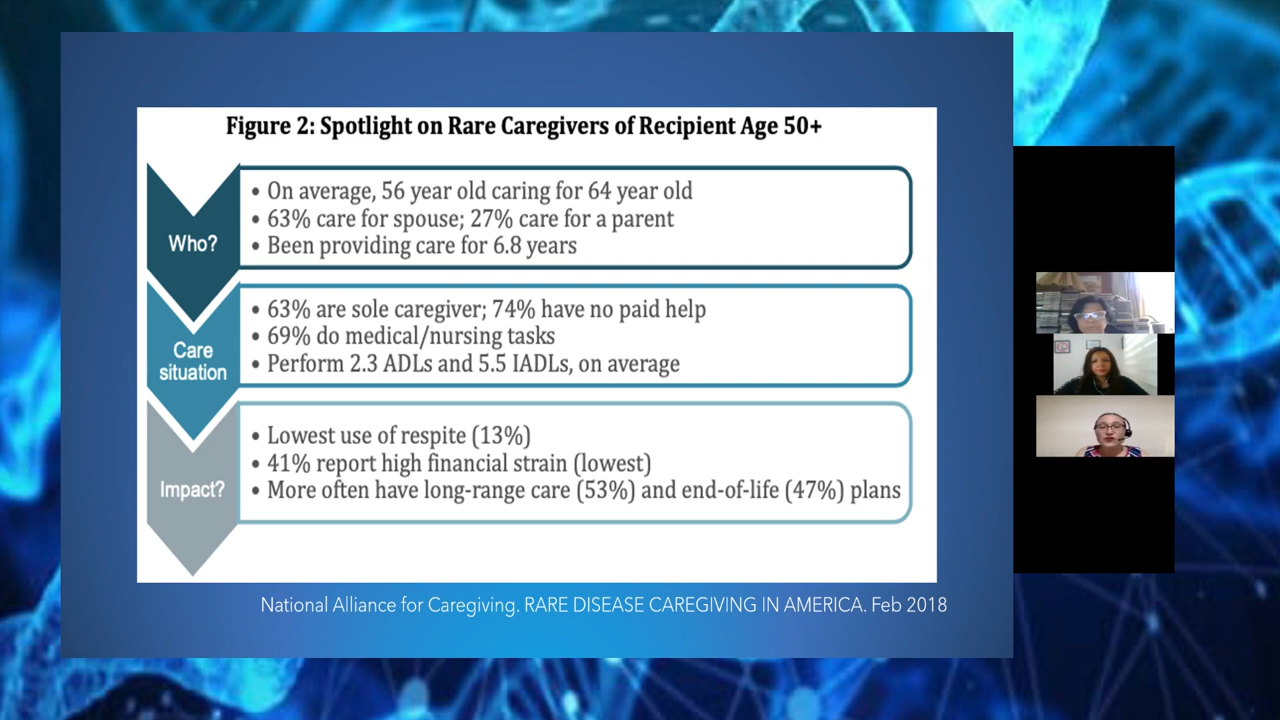 Figure 2: Spotlight on Rare Caregivers of Recipient Age 50+
Who?
• On average, 56 year old caring for 64 year old
• 63% care for spouse; 27% care for a parent
• Been providing care for 6.8 years
Care
situation
• 63% are sole caregiver; 74% have no paid help
• 69% do medical/nursing tasks
• Perform 2.3 ADLs and 5.5 IADLs, on average
Impact?
• Lowest use of respite (13%)
• 41% report high financial strain (lowest)
• More often have long-range care (53%) and end-of-life (47%) plans
National Alliance for Caregiving. RARE DISEASE CAREGIVING IN AMERICA. Feb 2018